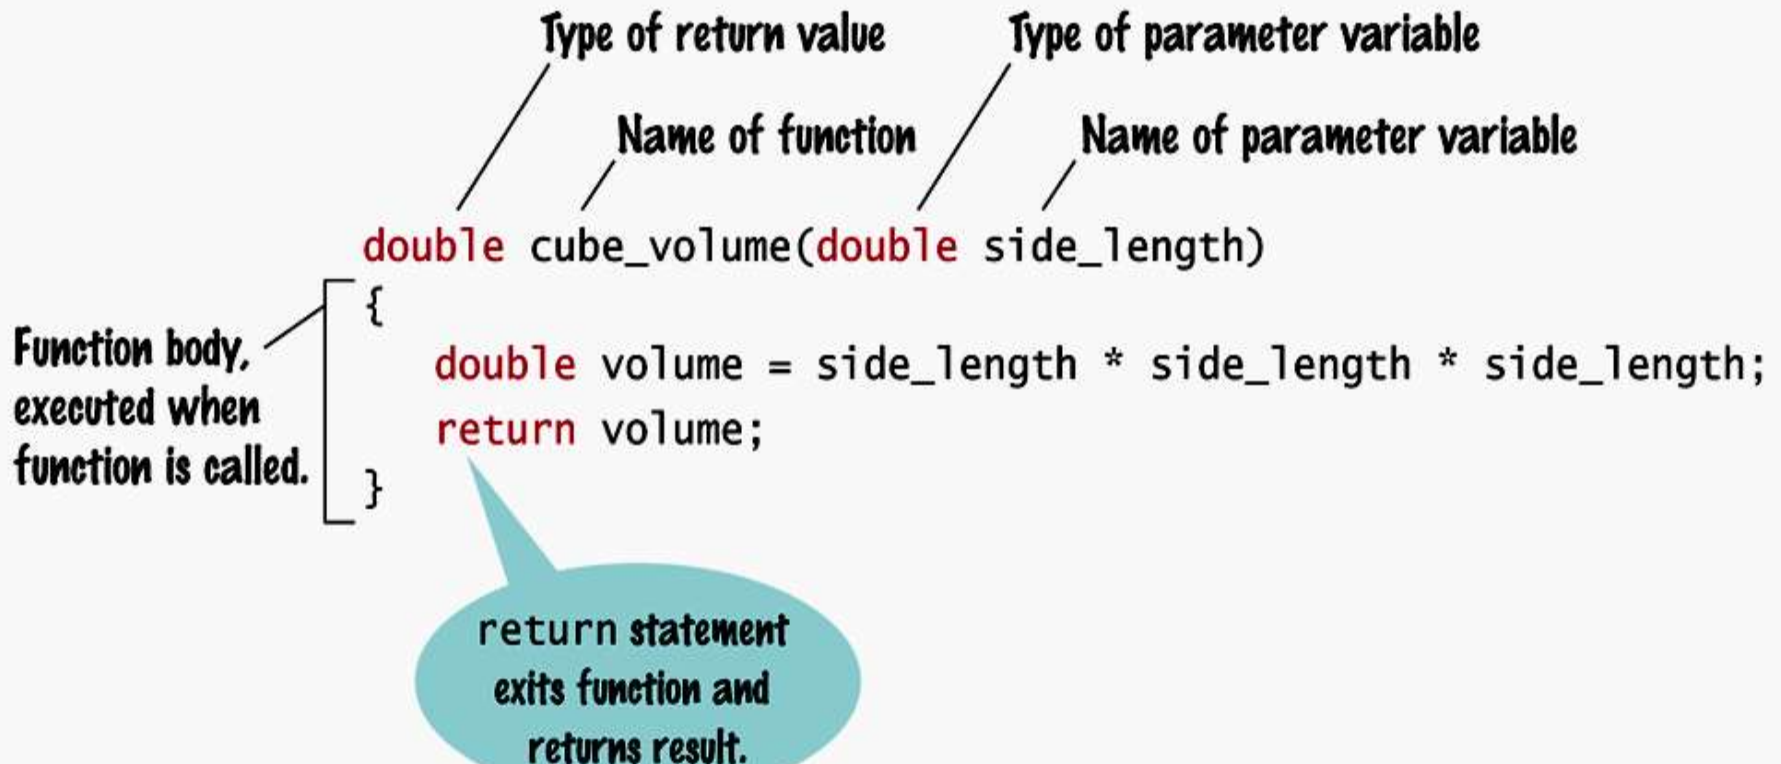 Type of return value
Type of parameter variable
Name of function
Name of parameter variable
double cube_volume(double side_length)
{
Function body,
executed when
function is called.
double volume = side_length * side_length * side_length;
return volume;
}
return statement
exits function and
returns result.